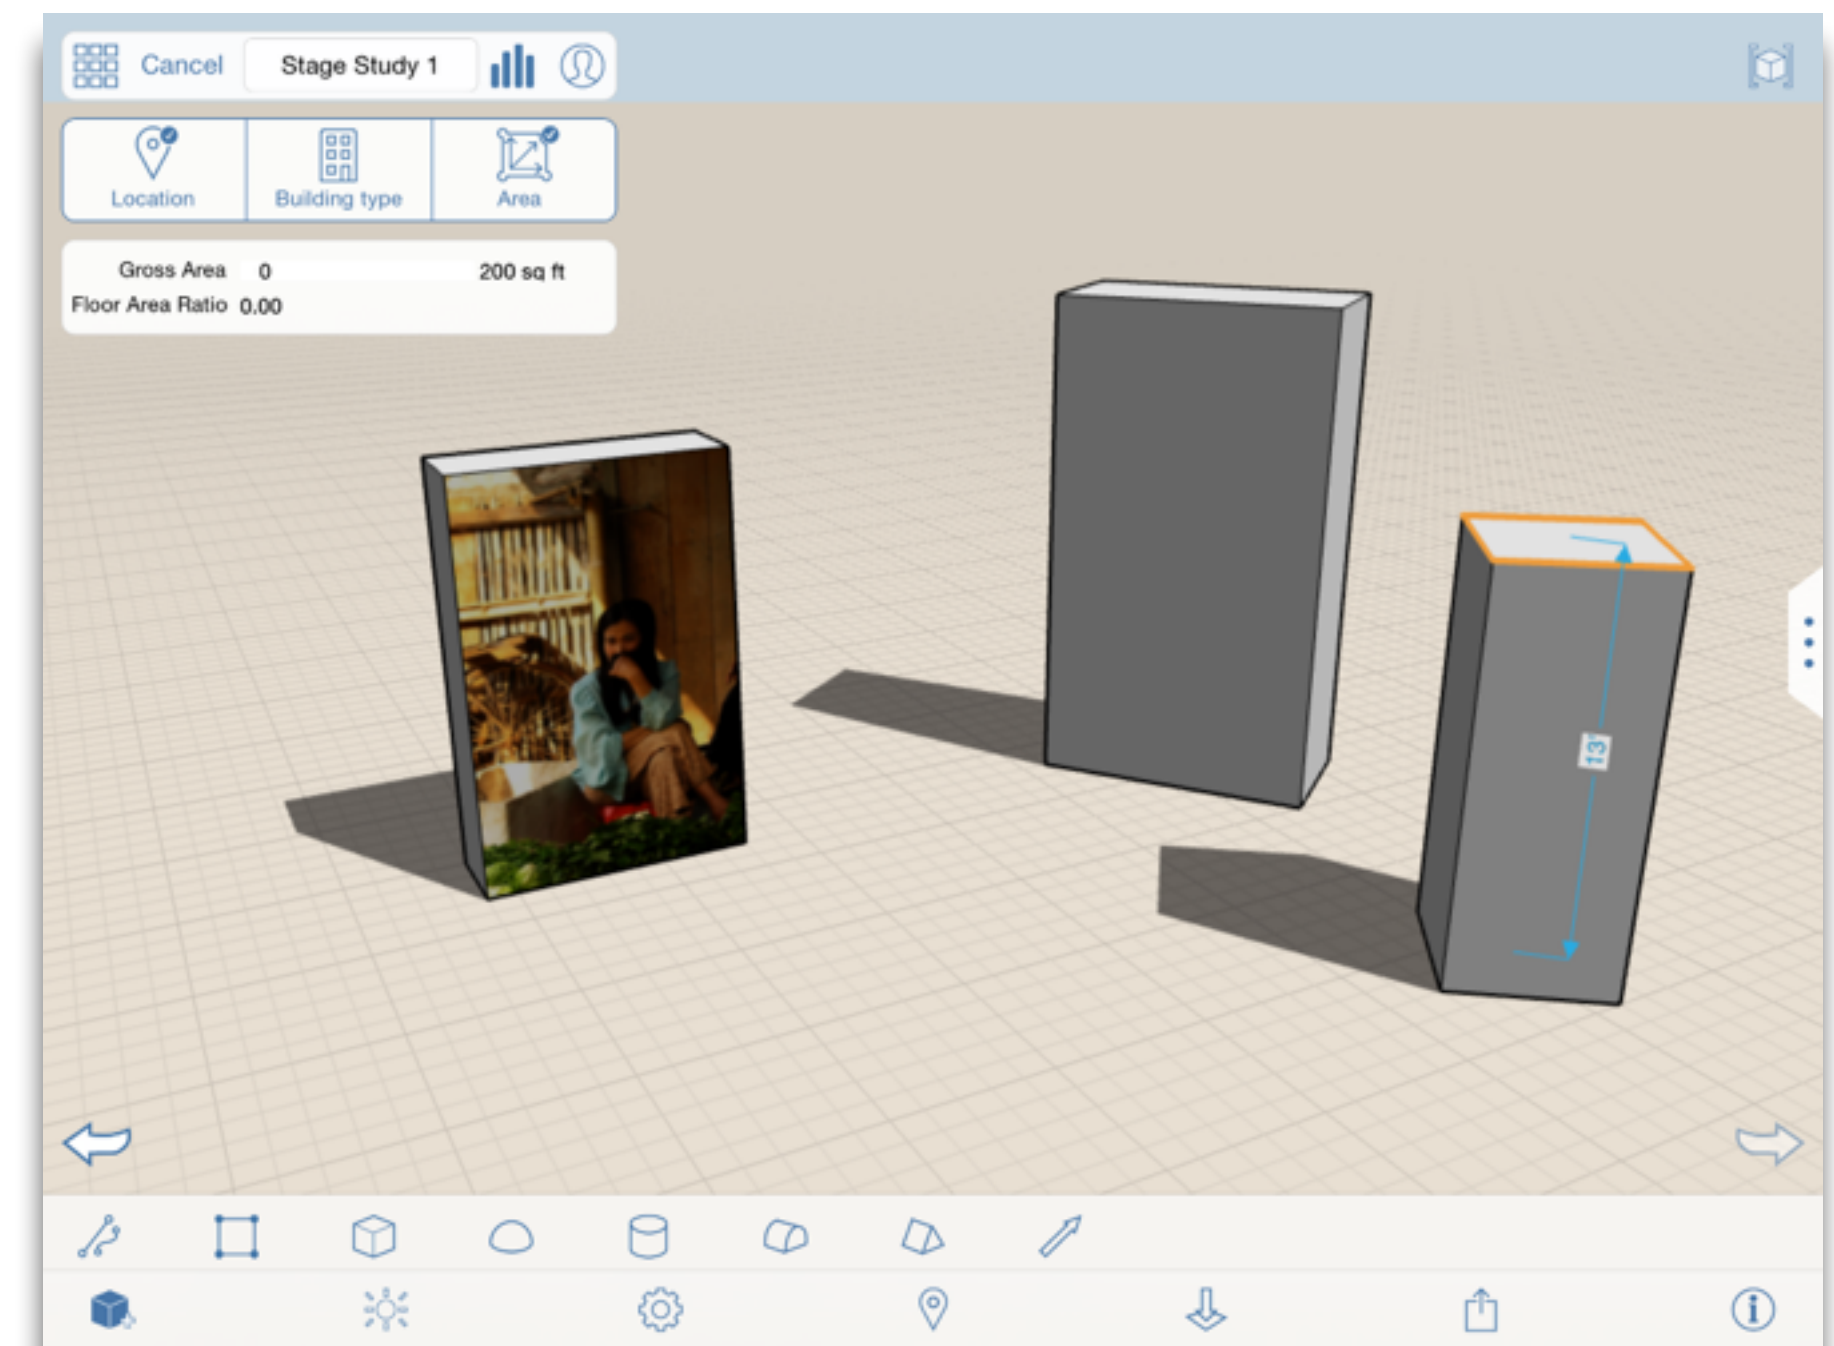 Cancel Stage Study 1
Location Building type Area
Gross Area 0 200 sq ft
Floor Area Ratio 0.00
13'